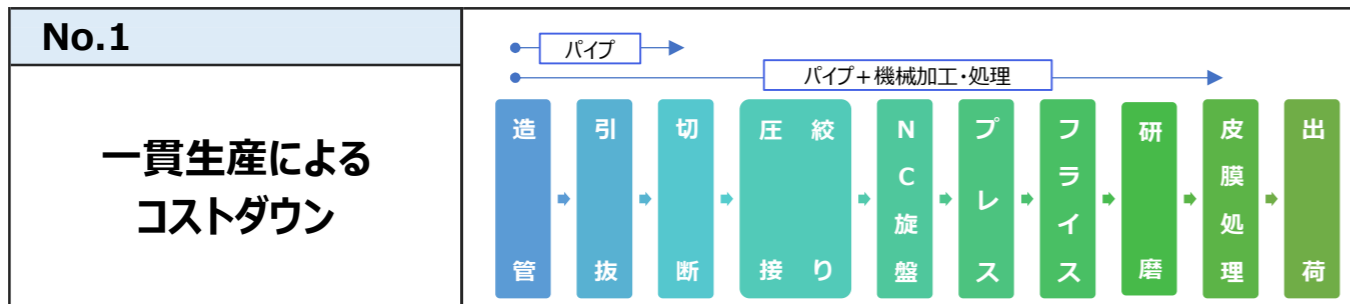 No.1
一貫生産による
コストダウン
パイプ
パイプ+機械加工・処理
造管
引抜
切断
圧接
絞り
NC旋盤
プレス
フライス
研磨
皮膜処理
出荷